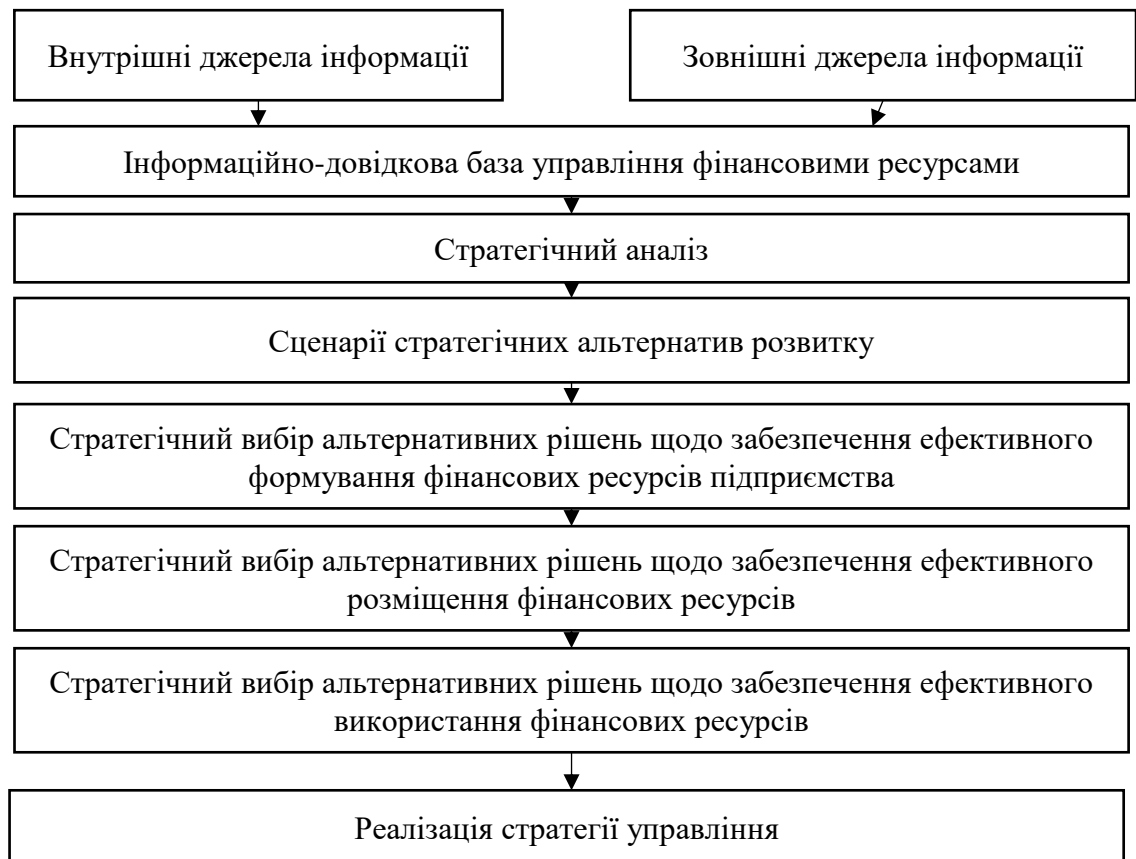 Внутрішні джерела інформації
Зовнішні джерела інформації
Інформаційно-довідкова база управління фінансовими ресурсами
Стратегічний аналіз
Сценарії стратегічних альтернатив розвитку
Стратегічний вибір альтернативних рішень щодо забезпечення ефективного
формування фінансових ресурсів підприємства
Стратегічний вибір альтернативних рішень щодо забезпечення ефективного
розміщення фінансових ресурсів
Стратегічний вибір альтернативних рішень щодо забезпечення ефективного
використання фінансових ресурсів
Реалізація стратегії управління